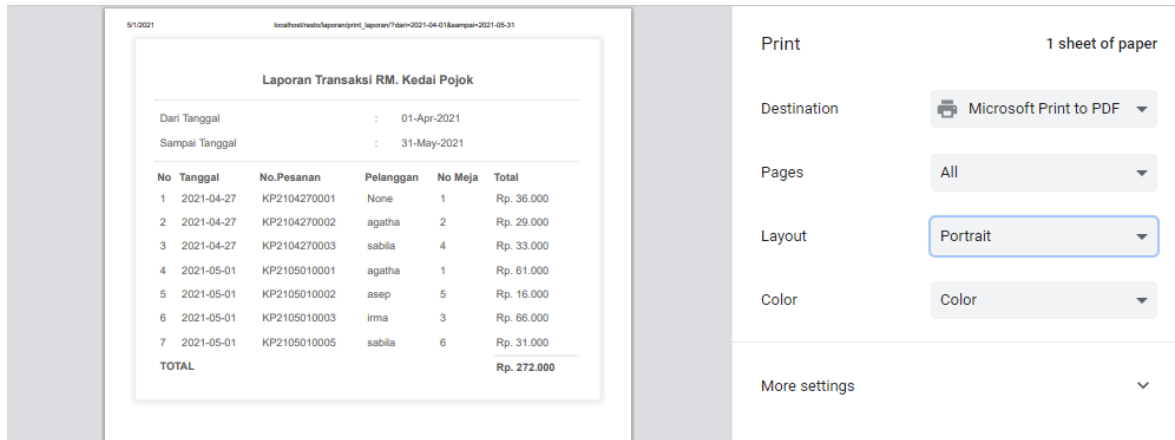 5/1/2021 localhost/resto/laporan/print_laporan/?dari=2021-04-01&sampai=2021-05-31
Laporan Transaksi RM. Kedai Pojok
Dari Tanggal : 01-Apr-2021
Sampai Tanggal : 31-May-2021
No Tanggal No.Pesanan Pelanggan No Meja Total
1 2021-04-27 KP2104270001 None 1 Rp. 36.000
2 2021-04-27 KP2104270002 agatha 2 Rp. 29.000
3 2021-04-27 KP2104270003 sabila 4 Rp. 33.000
4 2021-05-01 KP2105010001 agatha 1 Rp. 61.000
5 2021-05-01 KP2105010002 asep 5 Rp. 16.000
6 2021-05-01 KP2105010003 irma 3 Rp. 66.000
7 2021-05-01 KP2105010005 sabila 6 Rp. 31.000
TOTAL Rp. 272.000
Print 1 sheet of paper
Destination Microsoft Print to PDF
Pages All
Layout Portrait
Color Color
More settings